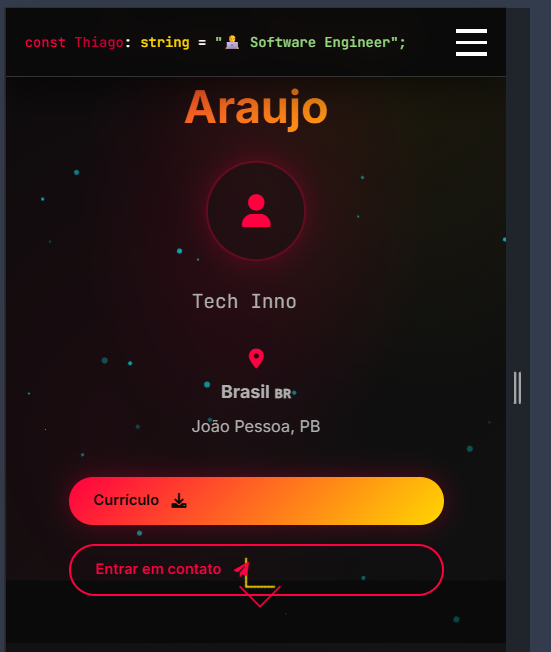 const Thiago: string = "👩🏻‍💻 Software Engineer";
Araujo
Tech Inno
Brasil BR
João Pessoa, PB
Currículo
Entrar em contato